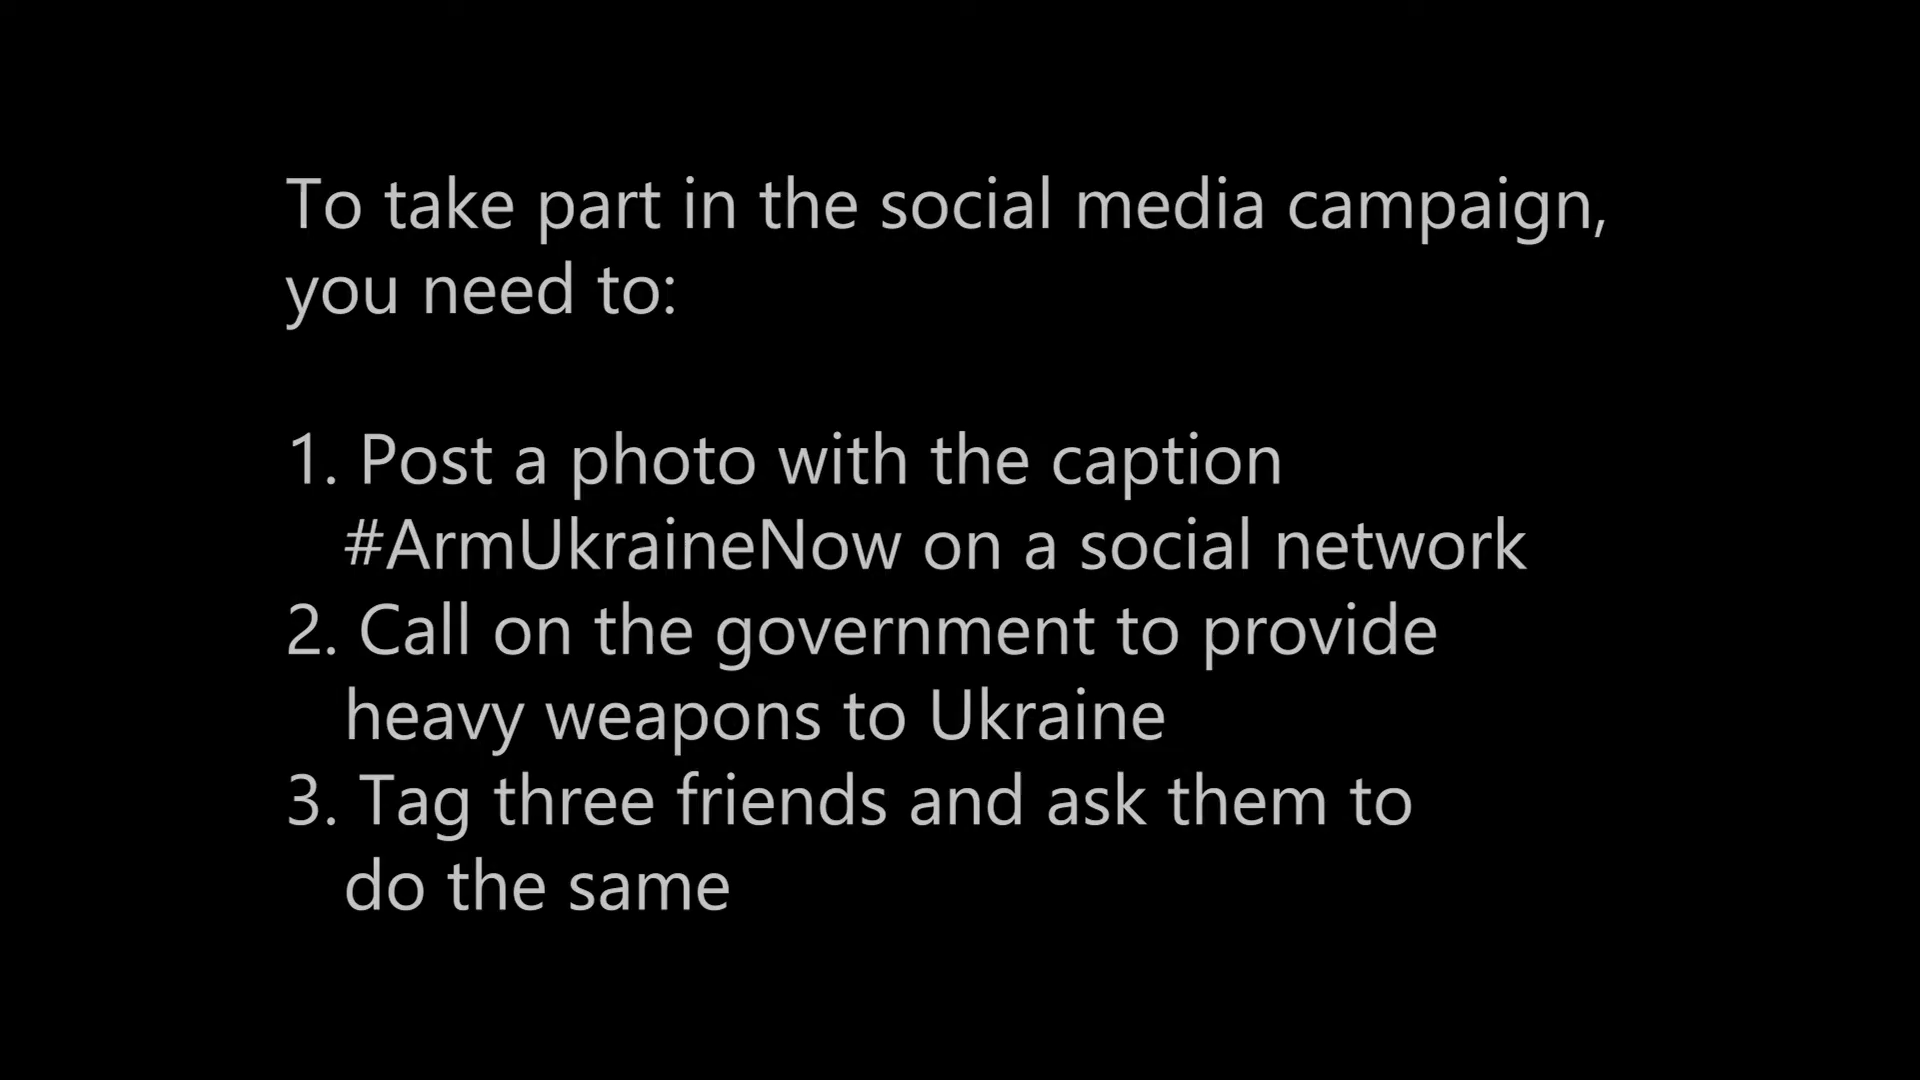 To take part in the social media campaign,
you need to:
1. Post a photo with the caption
#ArmUkraineNow on a social network
2. Call on the government to provide
heavy weapons to Ukraine
3. Tag three friends and ask them to
do the same